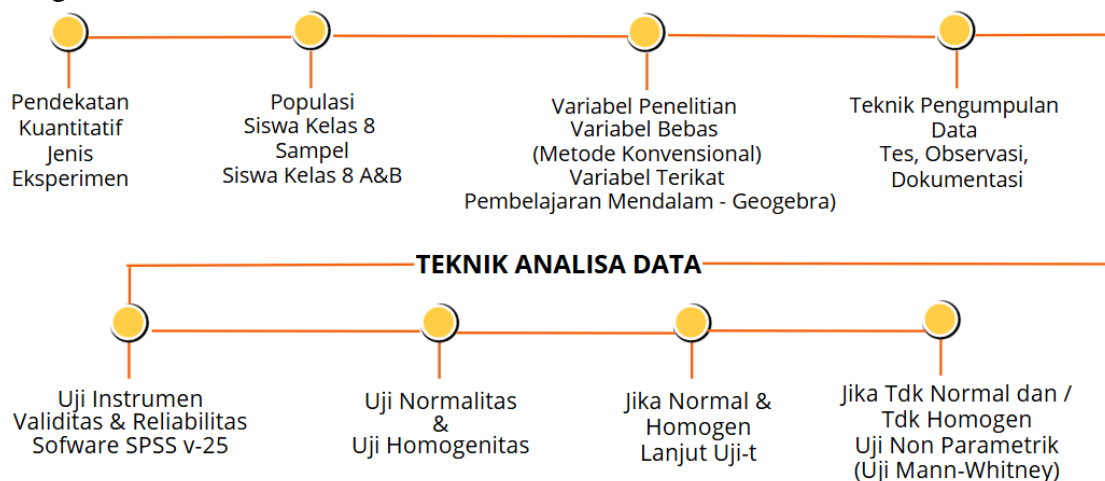 Pendekatan
Kuantitatif
Jenis
Eksperimen
Populasi
Siswa Kelas 8
Sampel
Siswa Kelas 8 A&B
Variabel Penelitian
Variabel Bebas
(Metode Konvensional)
Variabel Terikat
Pembelajaran Mendalam - Geogebra)
Teknik Pengumpulan
Data
Tes, Observasi,
Dokumentasi
TEKNIK ANALISA DATA
Uji Instrumen
Validitas & Reliabilitas
Sofware SPSS v-25
Uji Normalitas
&
Uji Homogenitas
Jika Normal &
Homogen
Lanjut Uji-t
Jika Tdk Normal dan /
Tdk Homogen
Uji Non Parametrik
(Uji Mann-Whitney)